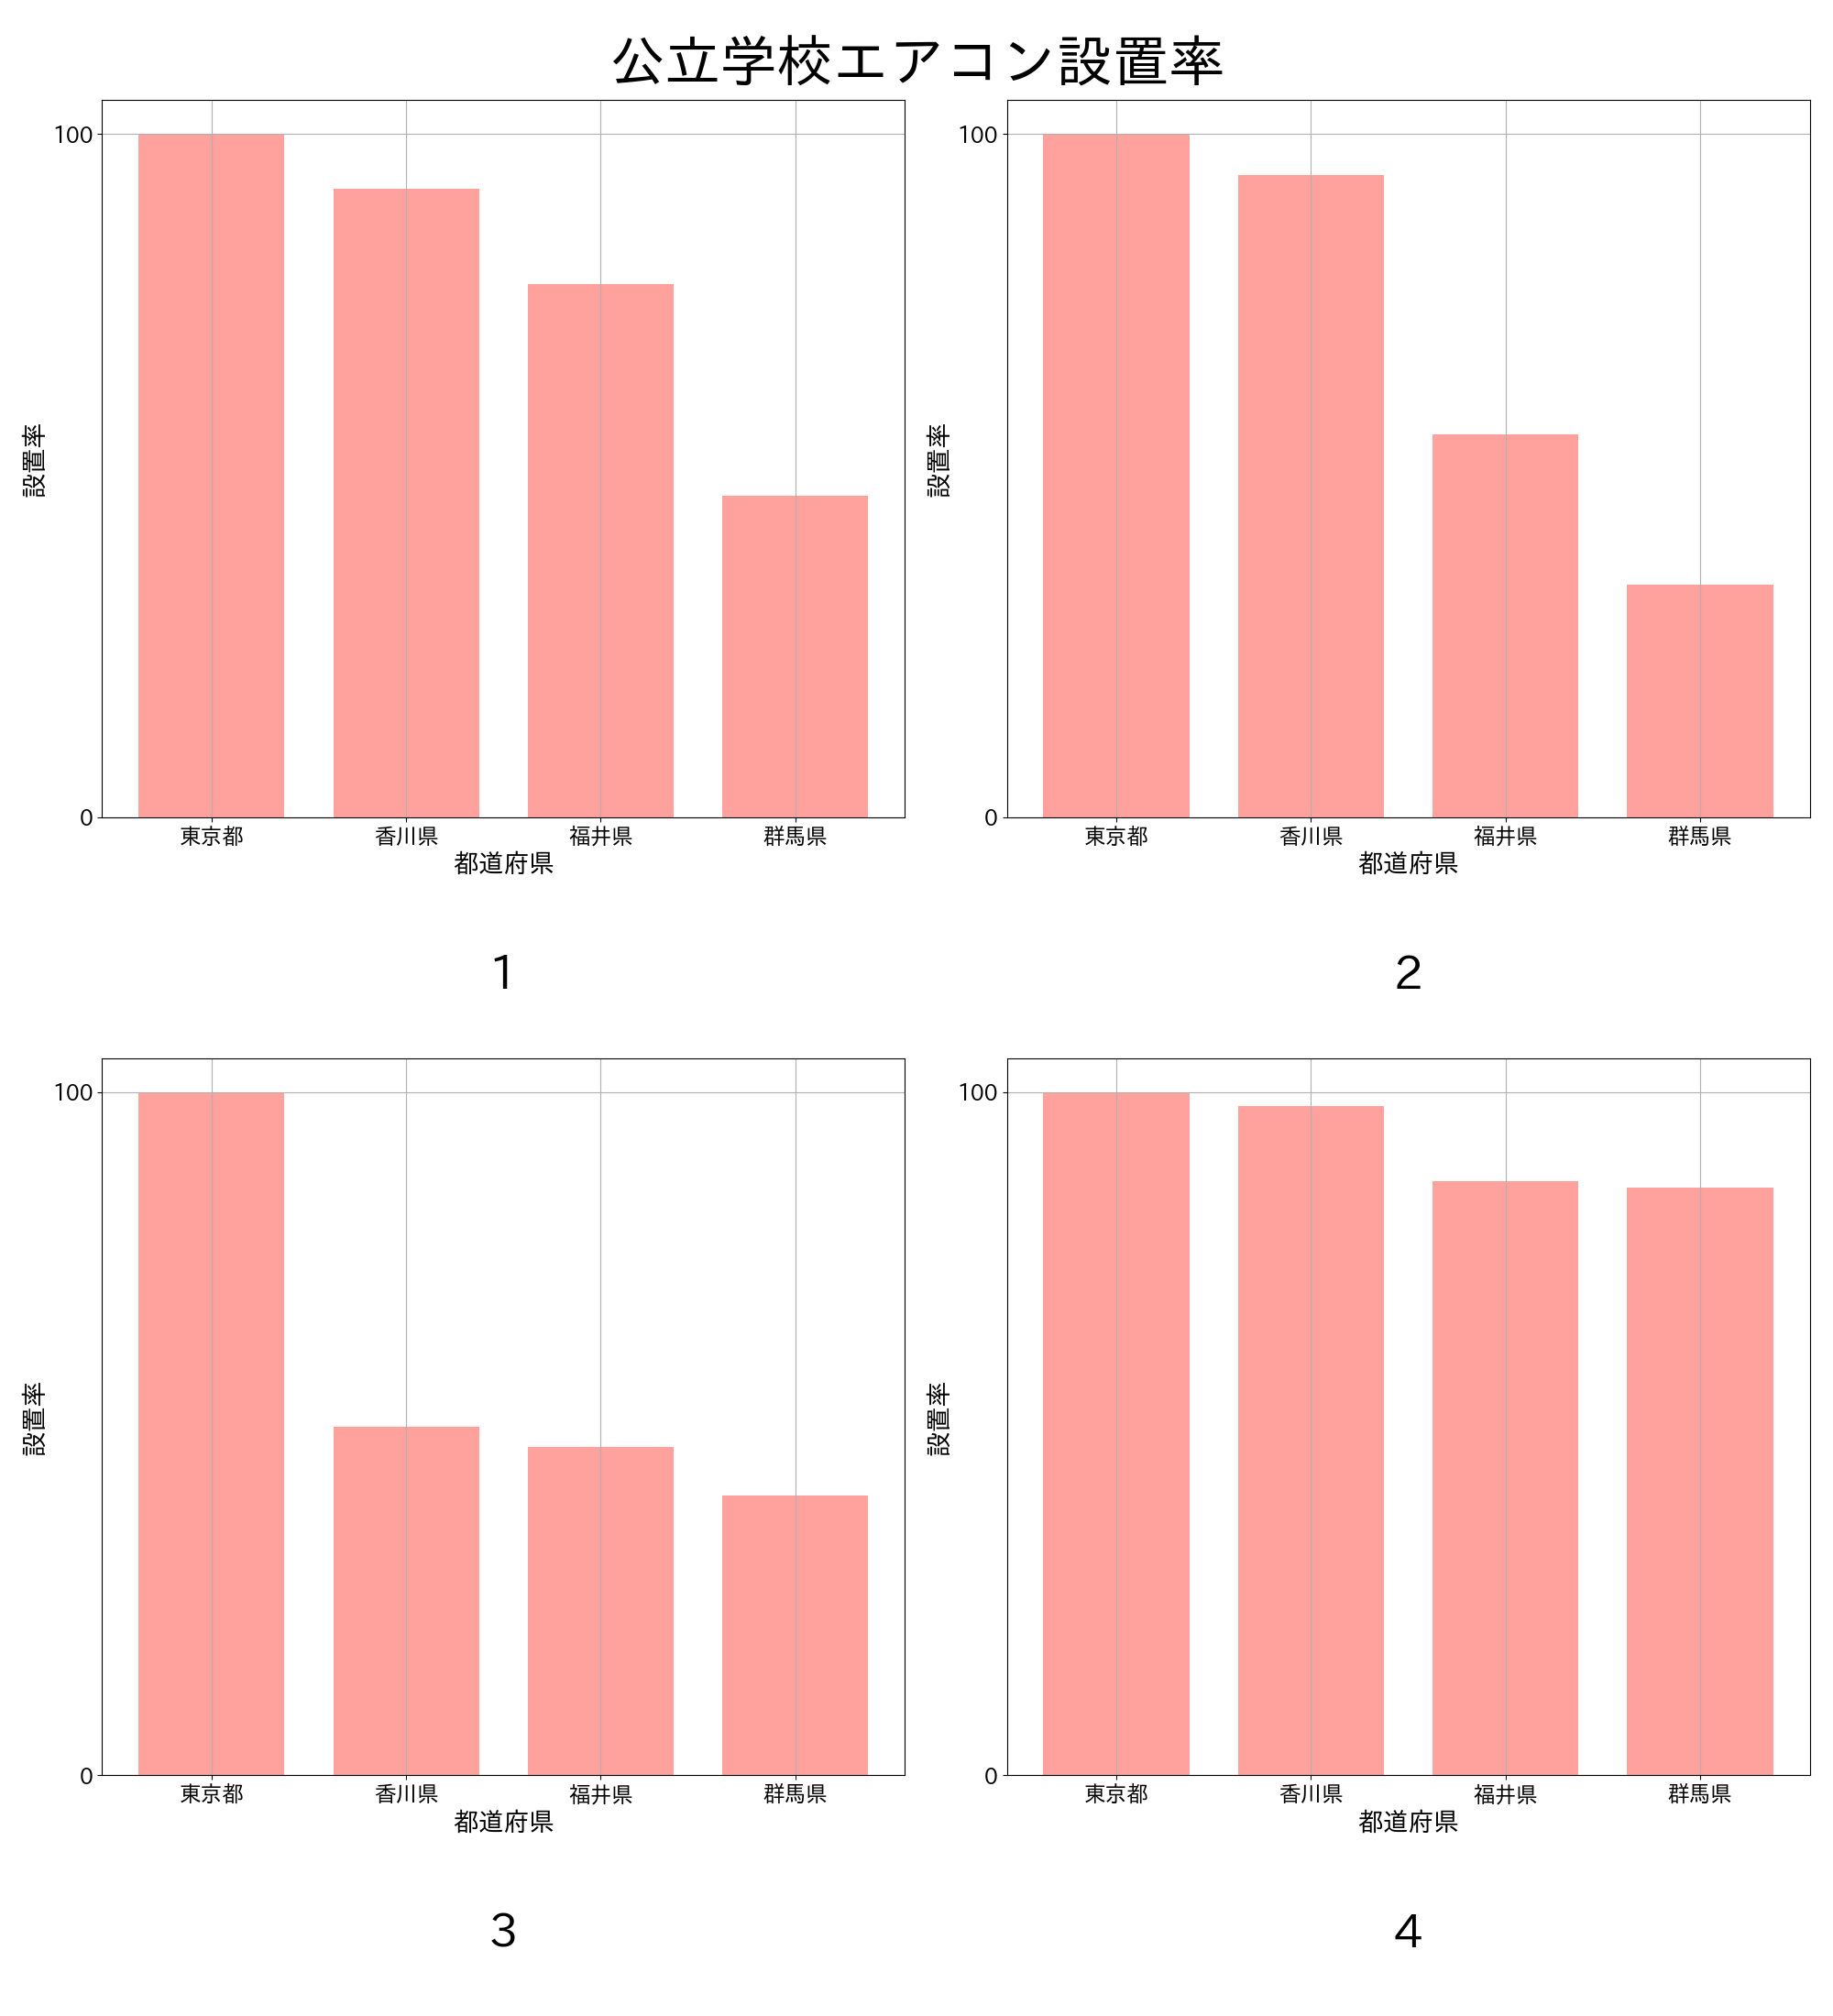 公立学校エアコン設置率
100
0
設置率
東京都 香川県 福井県 群馬県
都道府県
1
100
0
設置率
東京都 香川県 福井県 群馬県
都道府県
2
100
0
設置率
東京都 香川県 福井県 群馬県
都道府県
3
100
0
設置率
東京都 香川県 福井県 群馬県
都道府県
4